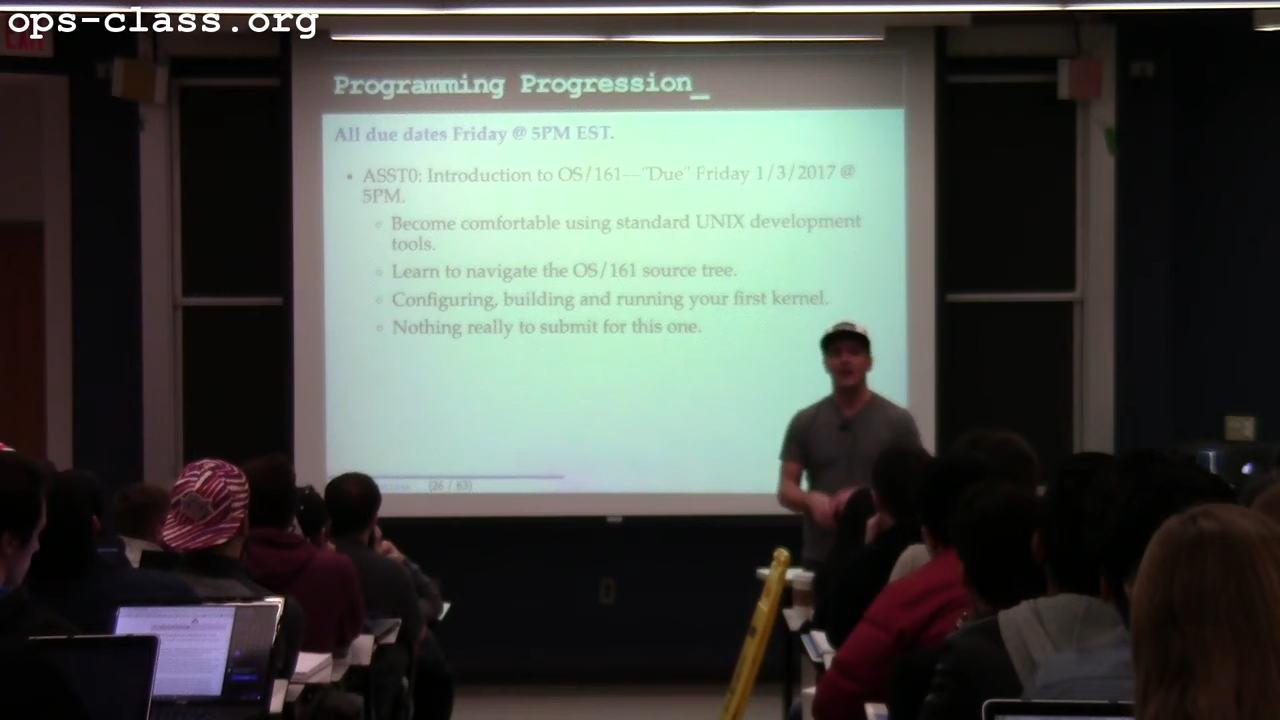 ops-class.org
Programming Progression_
All due dates Friday @ 5PM EST.
• ASST0: Introduction to OS/161—"Due" Friday 1/3/2017 @
5PM.
◦ Become comfortable using standard UNIX development
tools.
◦ Learn to navigate the OS/161 source tree.
◦ Configuring, building and running your first kernel.
◦ Nothing really to submit for this one.
(26 / 63)